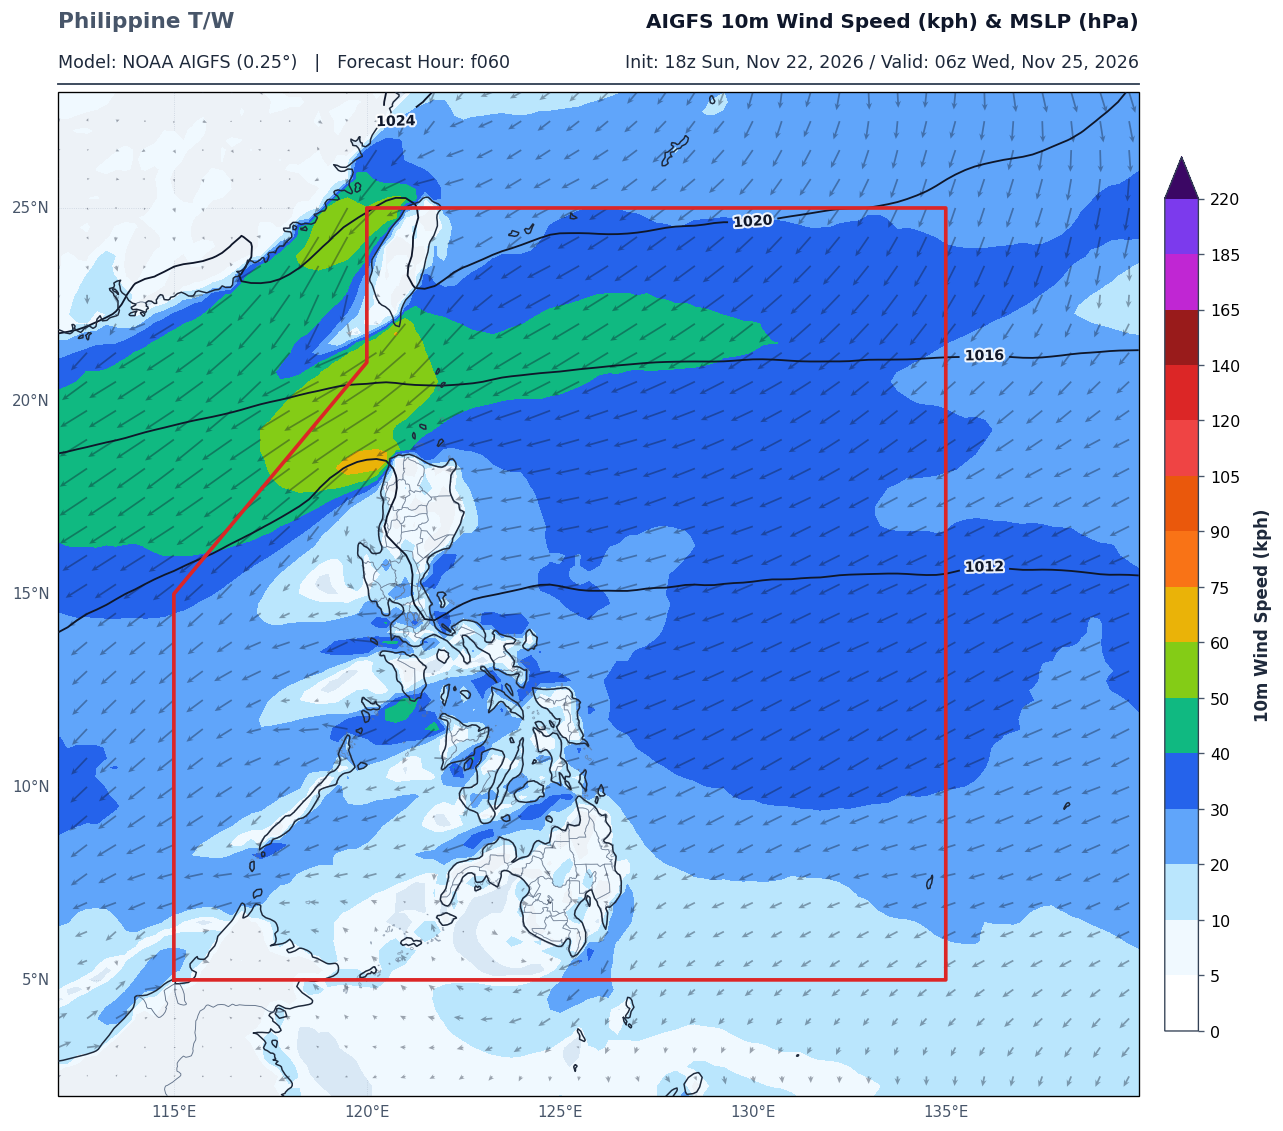 Philippine T/W
AIGFS 10m Wind Speed (kph) & MSLP (hPa)
Model: NOAA AIGFS (0.25°) | Forecast Hour: f060
Init: 18z Sun, Nov 22, 2026 / Valid: 06z Wed, Nov 25, 2026
1024
1020
1016
1012
25°N
20°N
15°N
10°N
5°N
115°E
120°E
125°E
130°E
135°E
220
185
165
140
120
105
90
75
60
50
40
30
20
10
5
0
10m Wind Speed (kph)